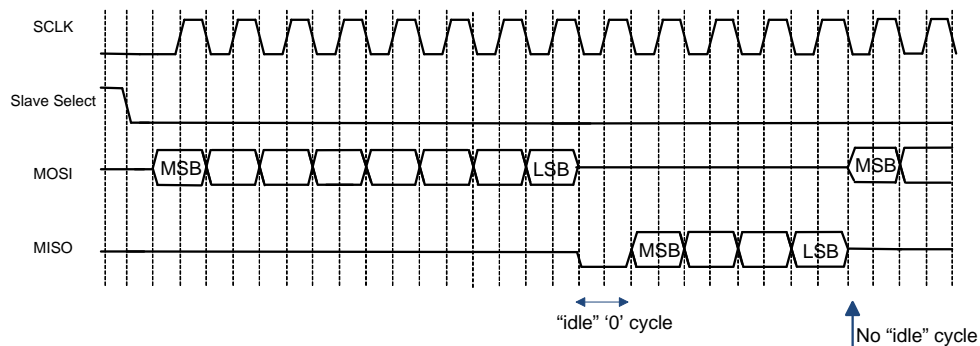 SCLK
Slave Select
MOSI
MSB
LSB
MSB
MISO
MSB
LSB
“idle” ‘0’ cycle
No “idle” cycle